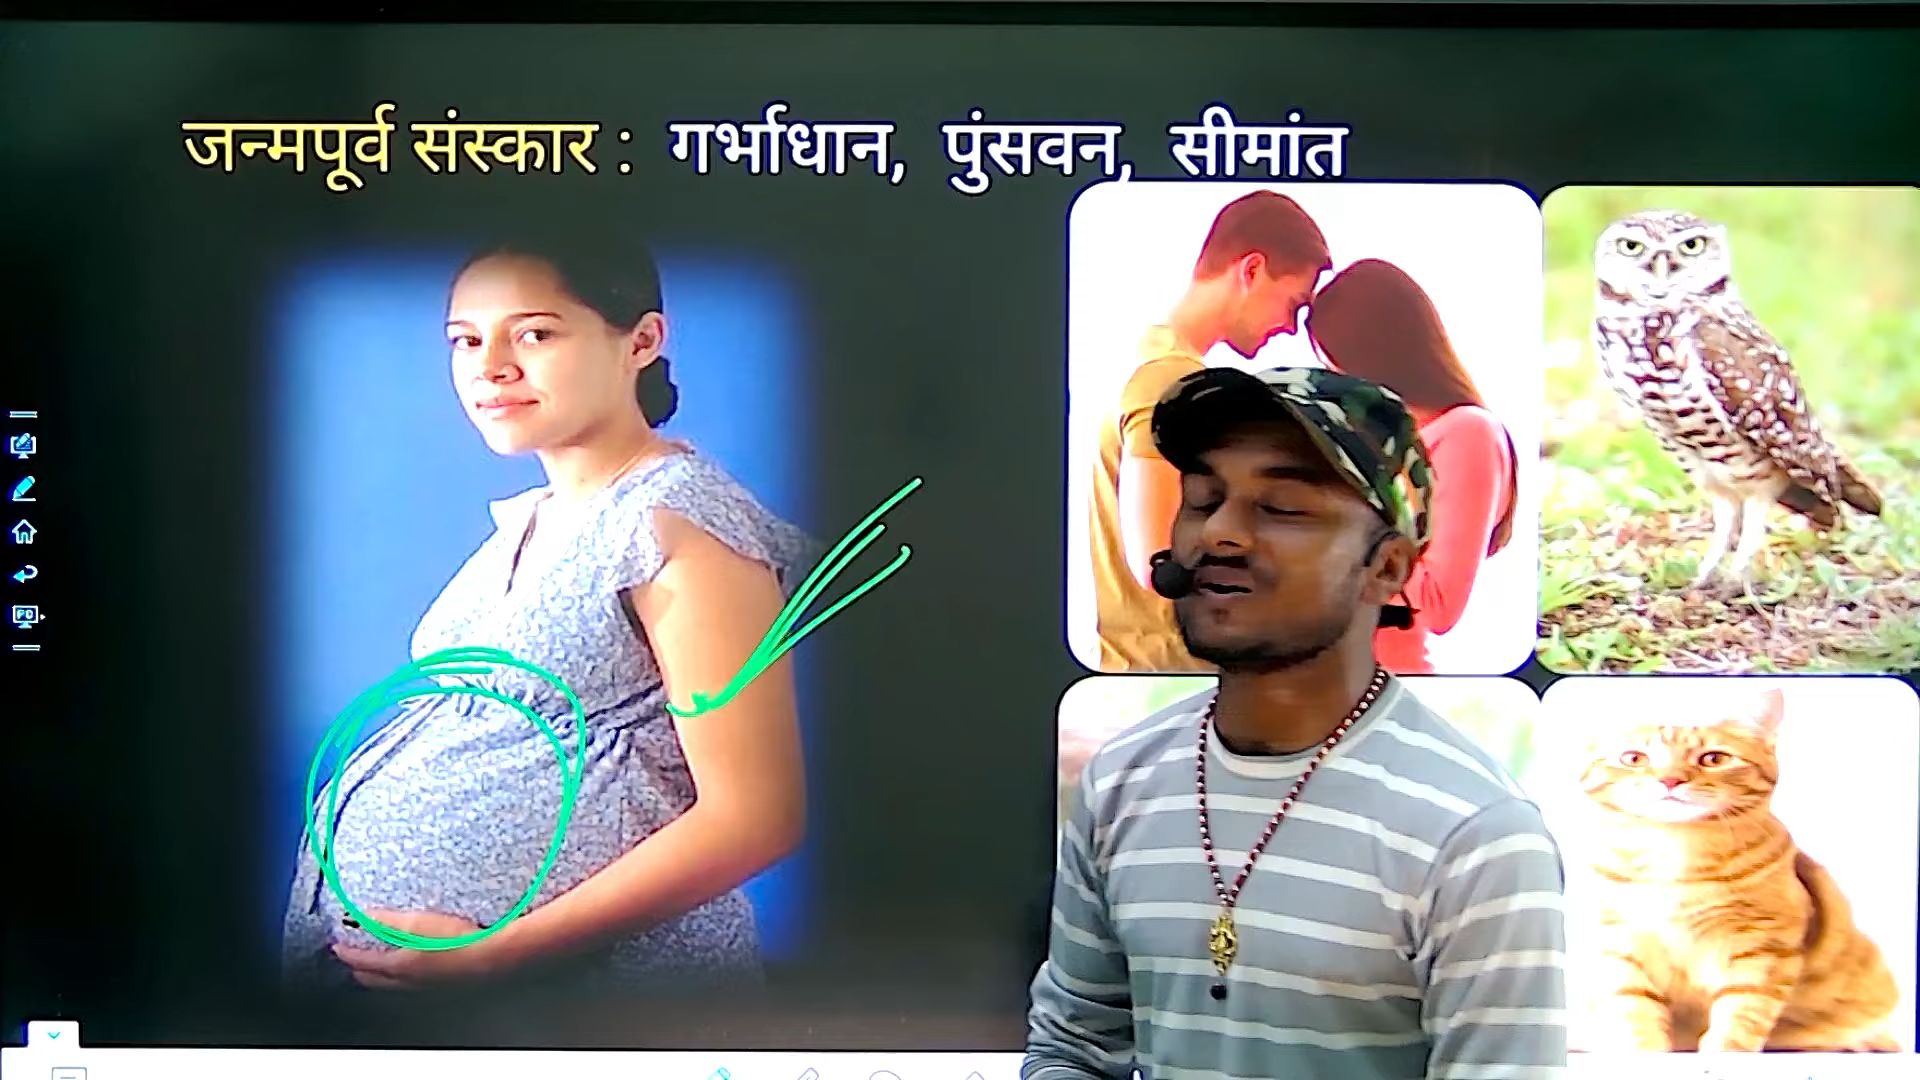 जन्मपूर्व संस्कार : गर्भाधान, पुंसवन, सीमांत